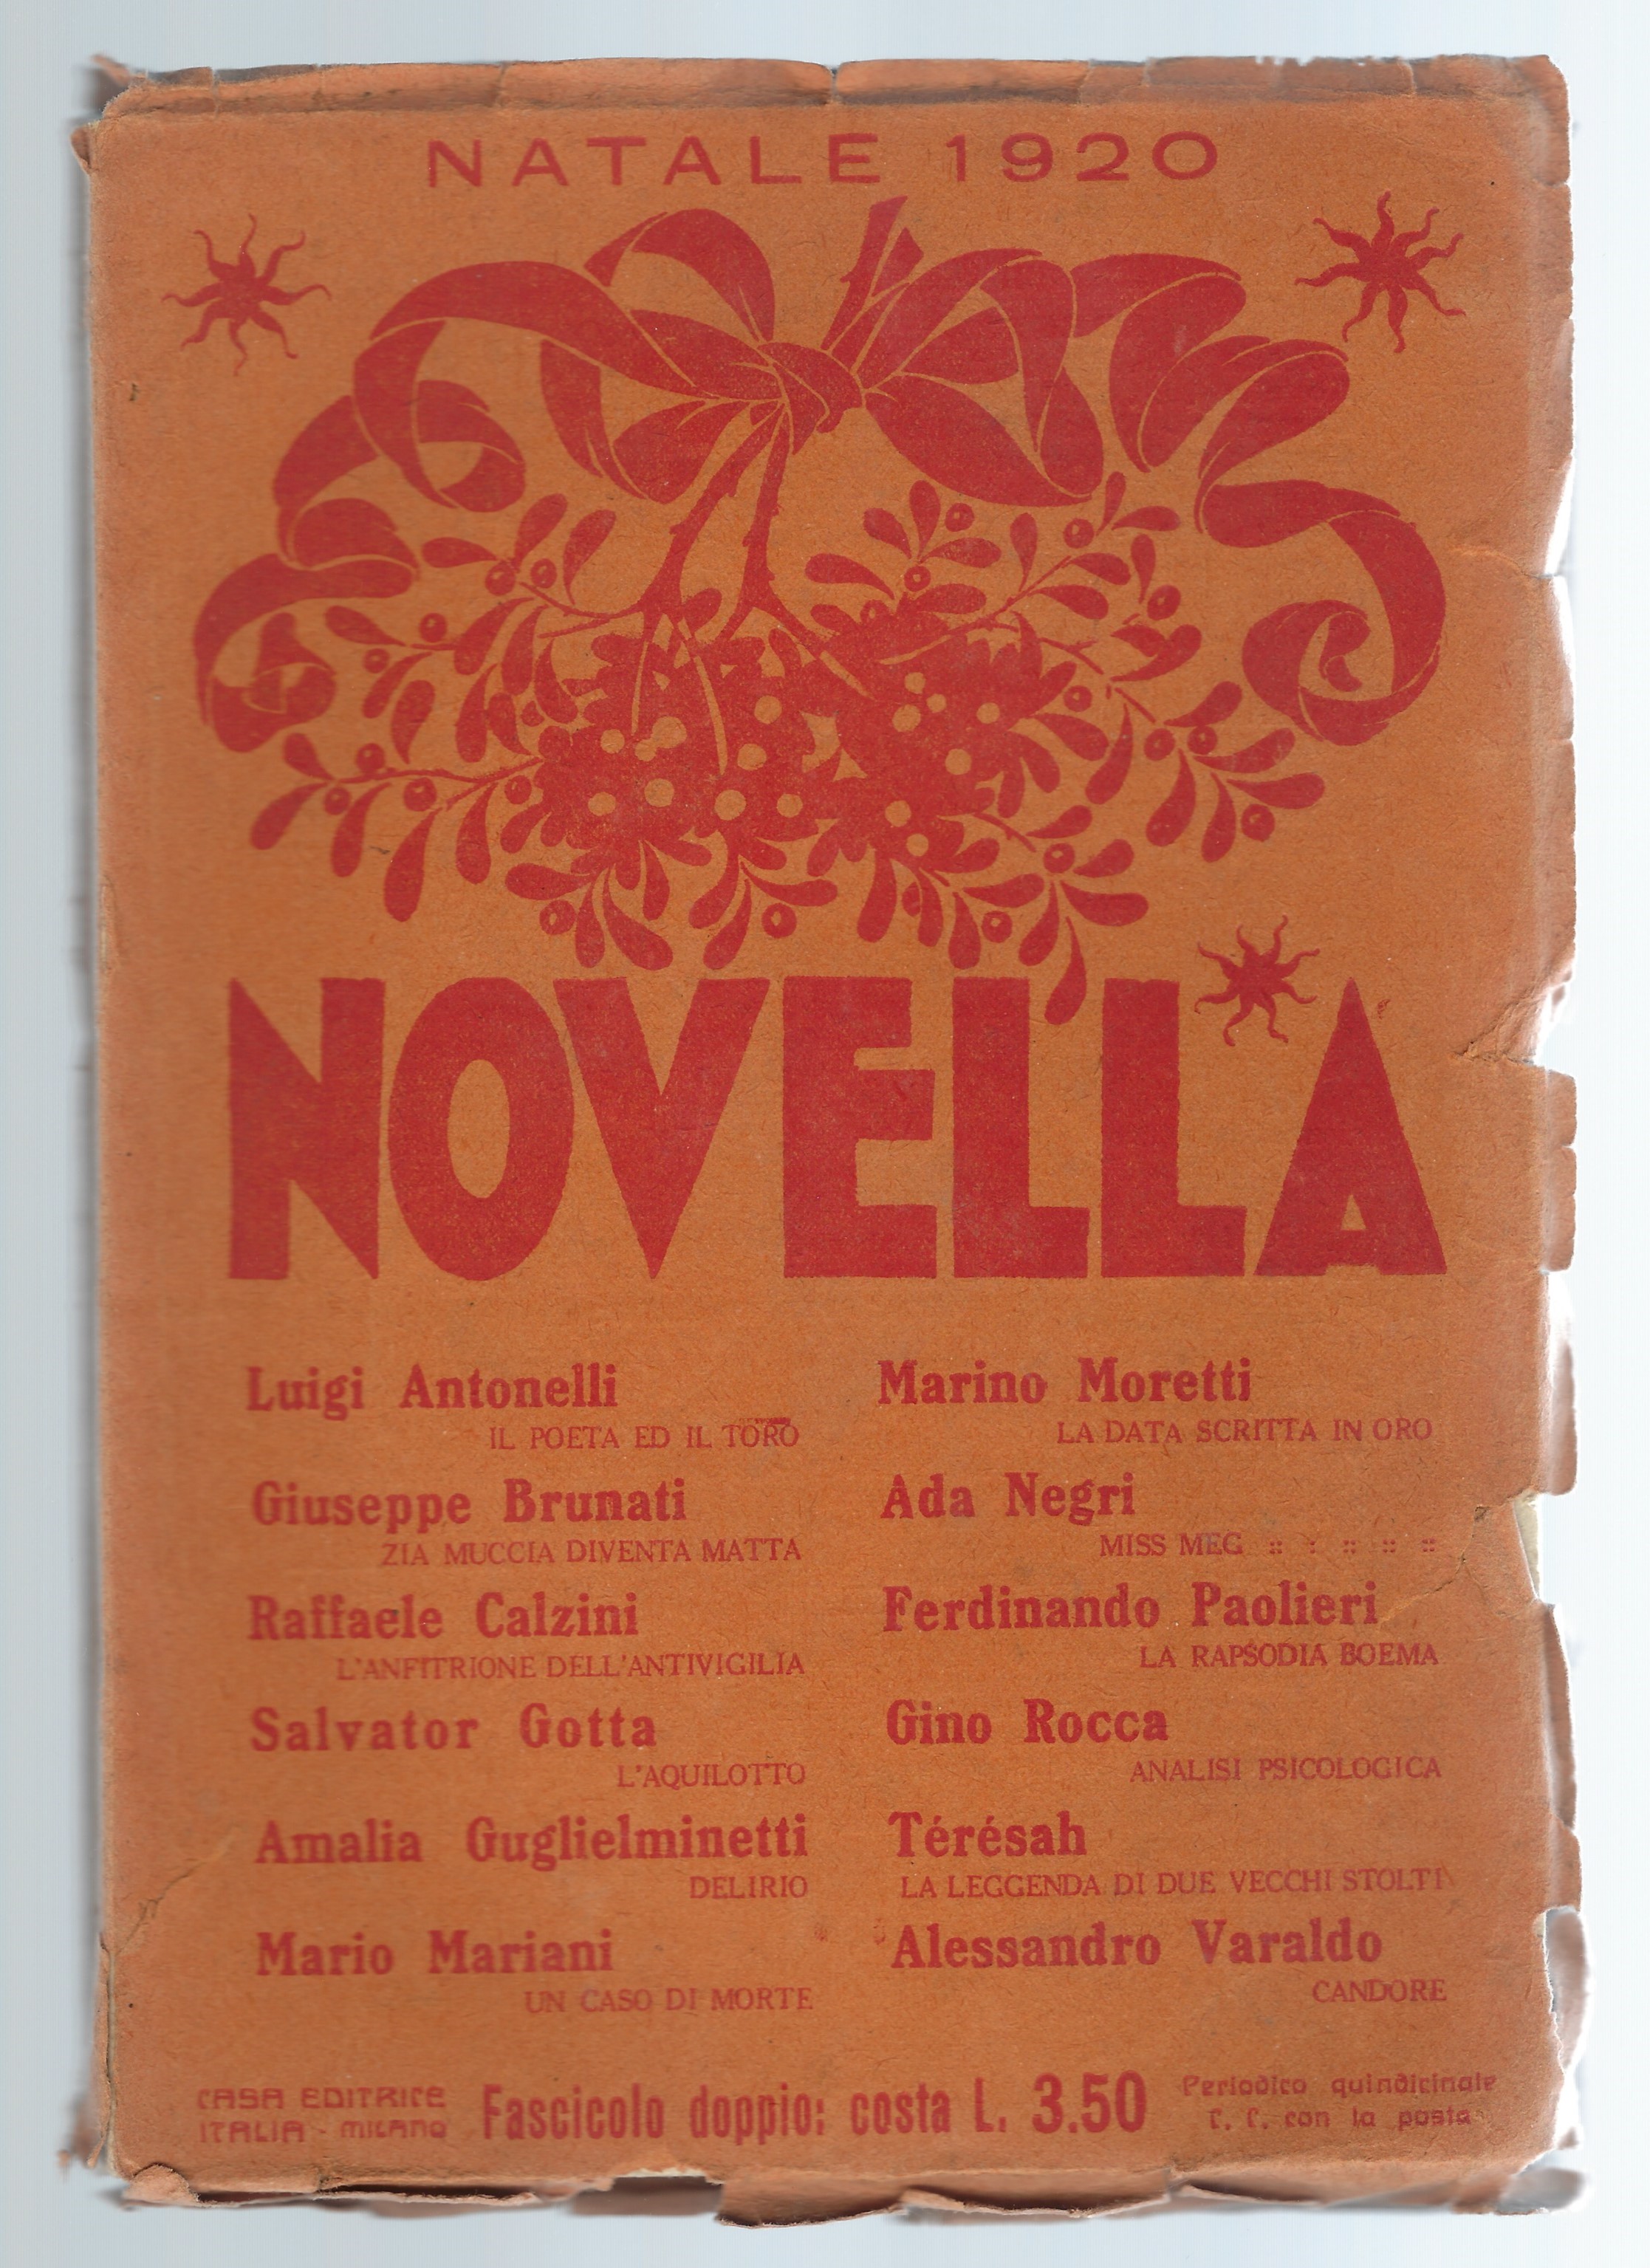 NATALE 1920
NOVELLA
Luigi Antonelli
IL POETA ED IL TORO
Giuseppe Brunati
ZIA MUCCIA DIVENTA MATTA
Raffaele Calzini
L'ANFITRIONE DELL'ANTIVIGILIA
Salvator Gotta
L'AQUILOTTO
Amalia Guglielminetti
DELIRIO
Mario Mariani
UN CASO DI MORTE
Marino Moretti
LA DATA SCRITTA IN ORO
Ada Negri
MISS MEG :: :: :: :: ::
Ferdinando Paolieri
LA RAPSODIA BOEMA
Gino Rocca
ANALISI PSICOLOGICA
Térésah
LA LEGGENDA DI DUE VECCHI STOLTI
Alessandro Varaldo
CANDORE
CASA EDITRICE
ITALIA - MILANO
Fascicolo doppio: costa L. 3.50
Periodico quindicinale
C. C. con la posta